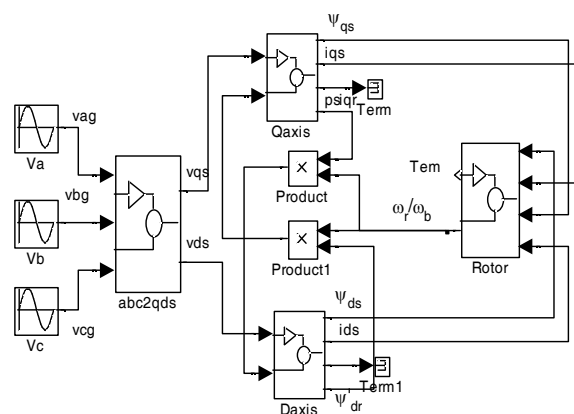 ψqs
iqs
psiqr
Term
Qaxis
vag
Va
vqs
Tem
vbg
Product
ωr/ωb
Vb
vds
Product1
Rotor
vcg
abc2qds
ψds
Vc
ids
Term1
ψ'dr
Daxis